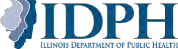 IDPH
ILLINOIS DEPARTMENT OF PUBLIC HEALTH